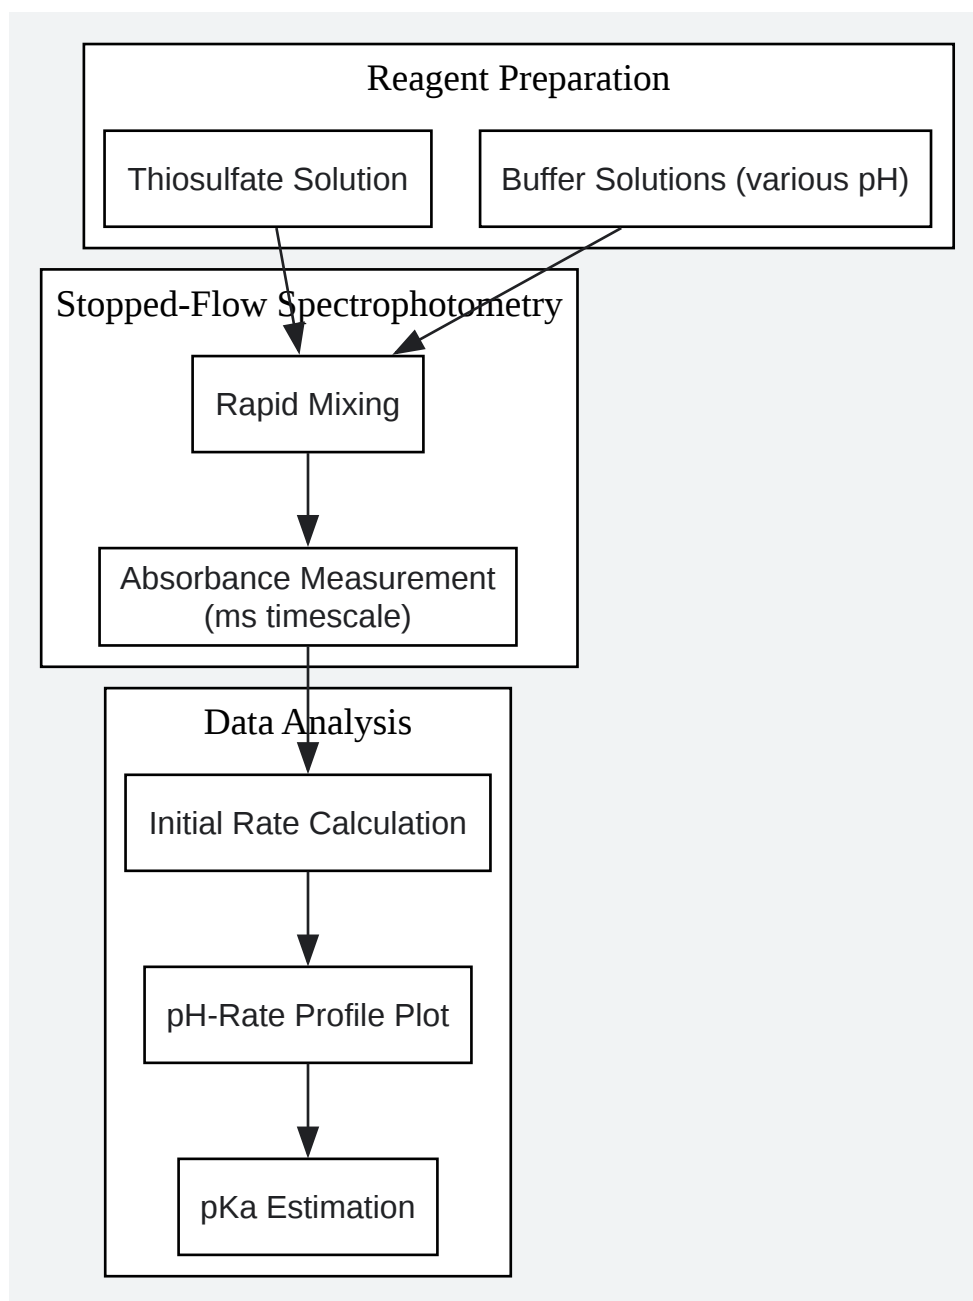 Reagent Preparation
Thiosulfate Solution
Buffer Solutions (various pH)
Stopped-Flow Spectrophotometry
Rapid Mixing
Absorbance Measurement
(ms timescale)
Data Analysis
Initial Rate Calculation
pH-Rate Profile Plot
pKa Estimation